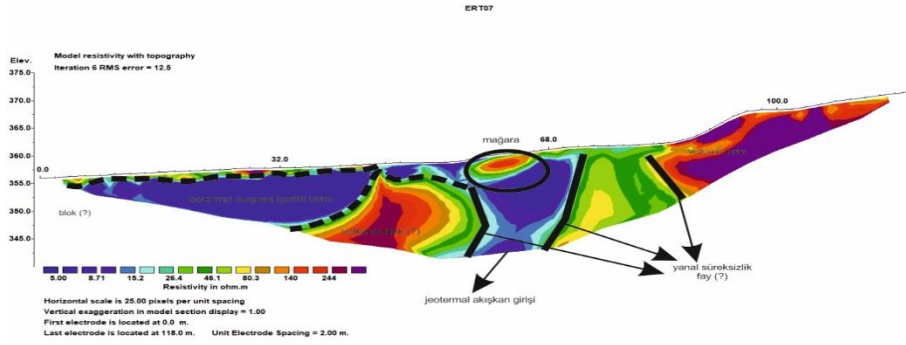 ERT07
Model resistivity with topography
Iteration 6 RMS error = 12.5
Elev.
375.0
370.0
365.0
360.0
355.0
350.0
345.0
0.0
32.0
68.0
100.0
mağara
blok (?)
(?)
yanal süreksizlik
fay (?)
jeotermal akışkan girişi
5.00 8.71 15.2 26.4 46.1 80.3 140 244
Resistivity in ohm.m
Horizontal scale is 25.00 pixels per unit spacing
Vertical exaggeration in model section display = 1.00
First electrode is located at 0.0 m.
Last electrode is located at 118.0 m. Unit Electrode Spacing = 2.00 m.